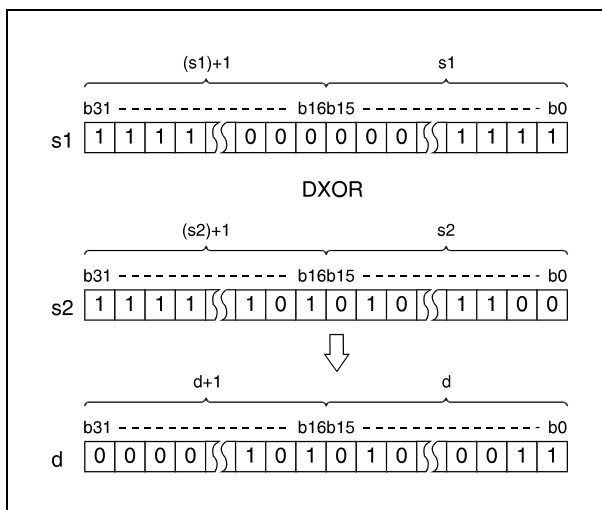 (s1)+1 s1
b31 -------------------- b16b15 -------------------- b0
s1 1 1 1 1 0 0 0 0 0 0 1 1 1 1
DXOR
(s2)+1 s2
b31 -------------------- b16b15 -------------------- b0
s2 1 1 1 1 1 0 1 0 1 0 1 1 0 0
d+1 d
b31 -------------------- b16b15 -------------------- b0
d 0 0 0 0 1 0 1 0 1 0 0 0 1 1